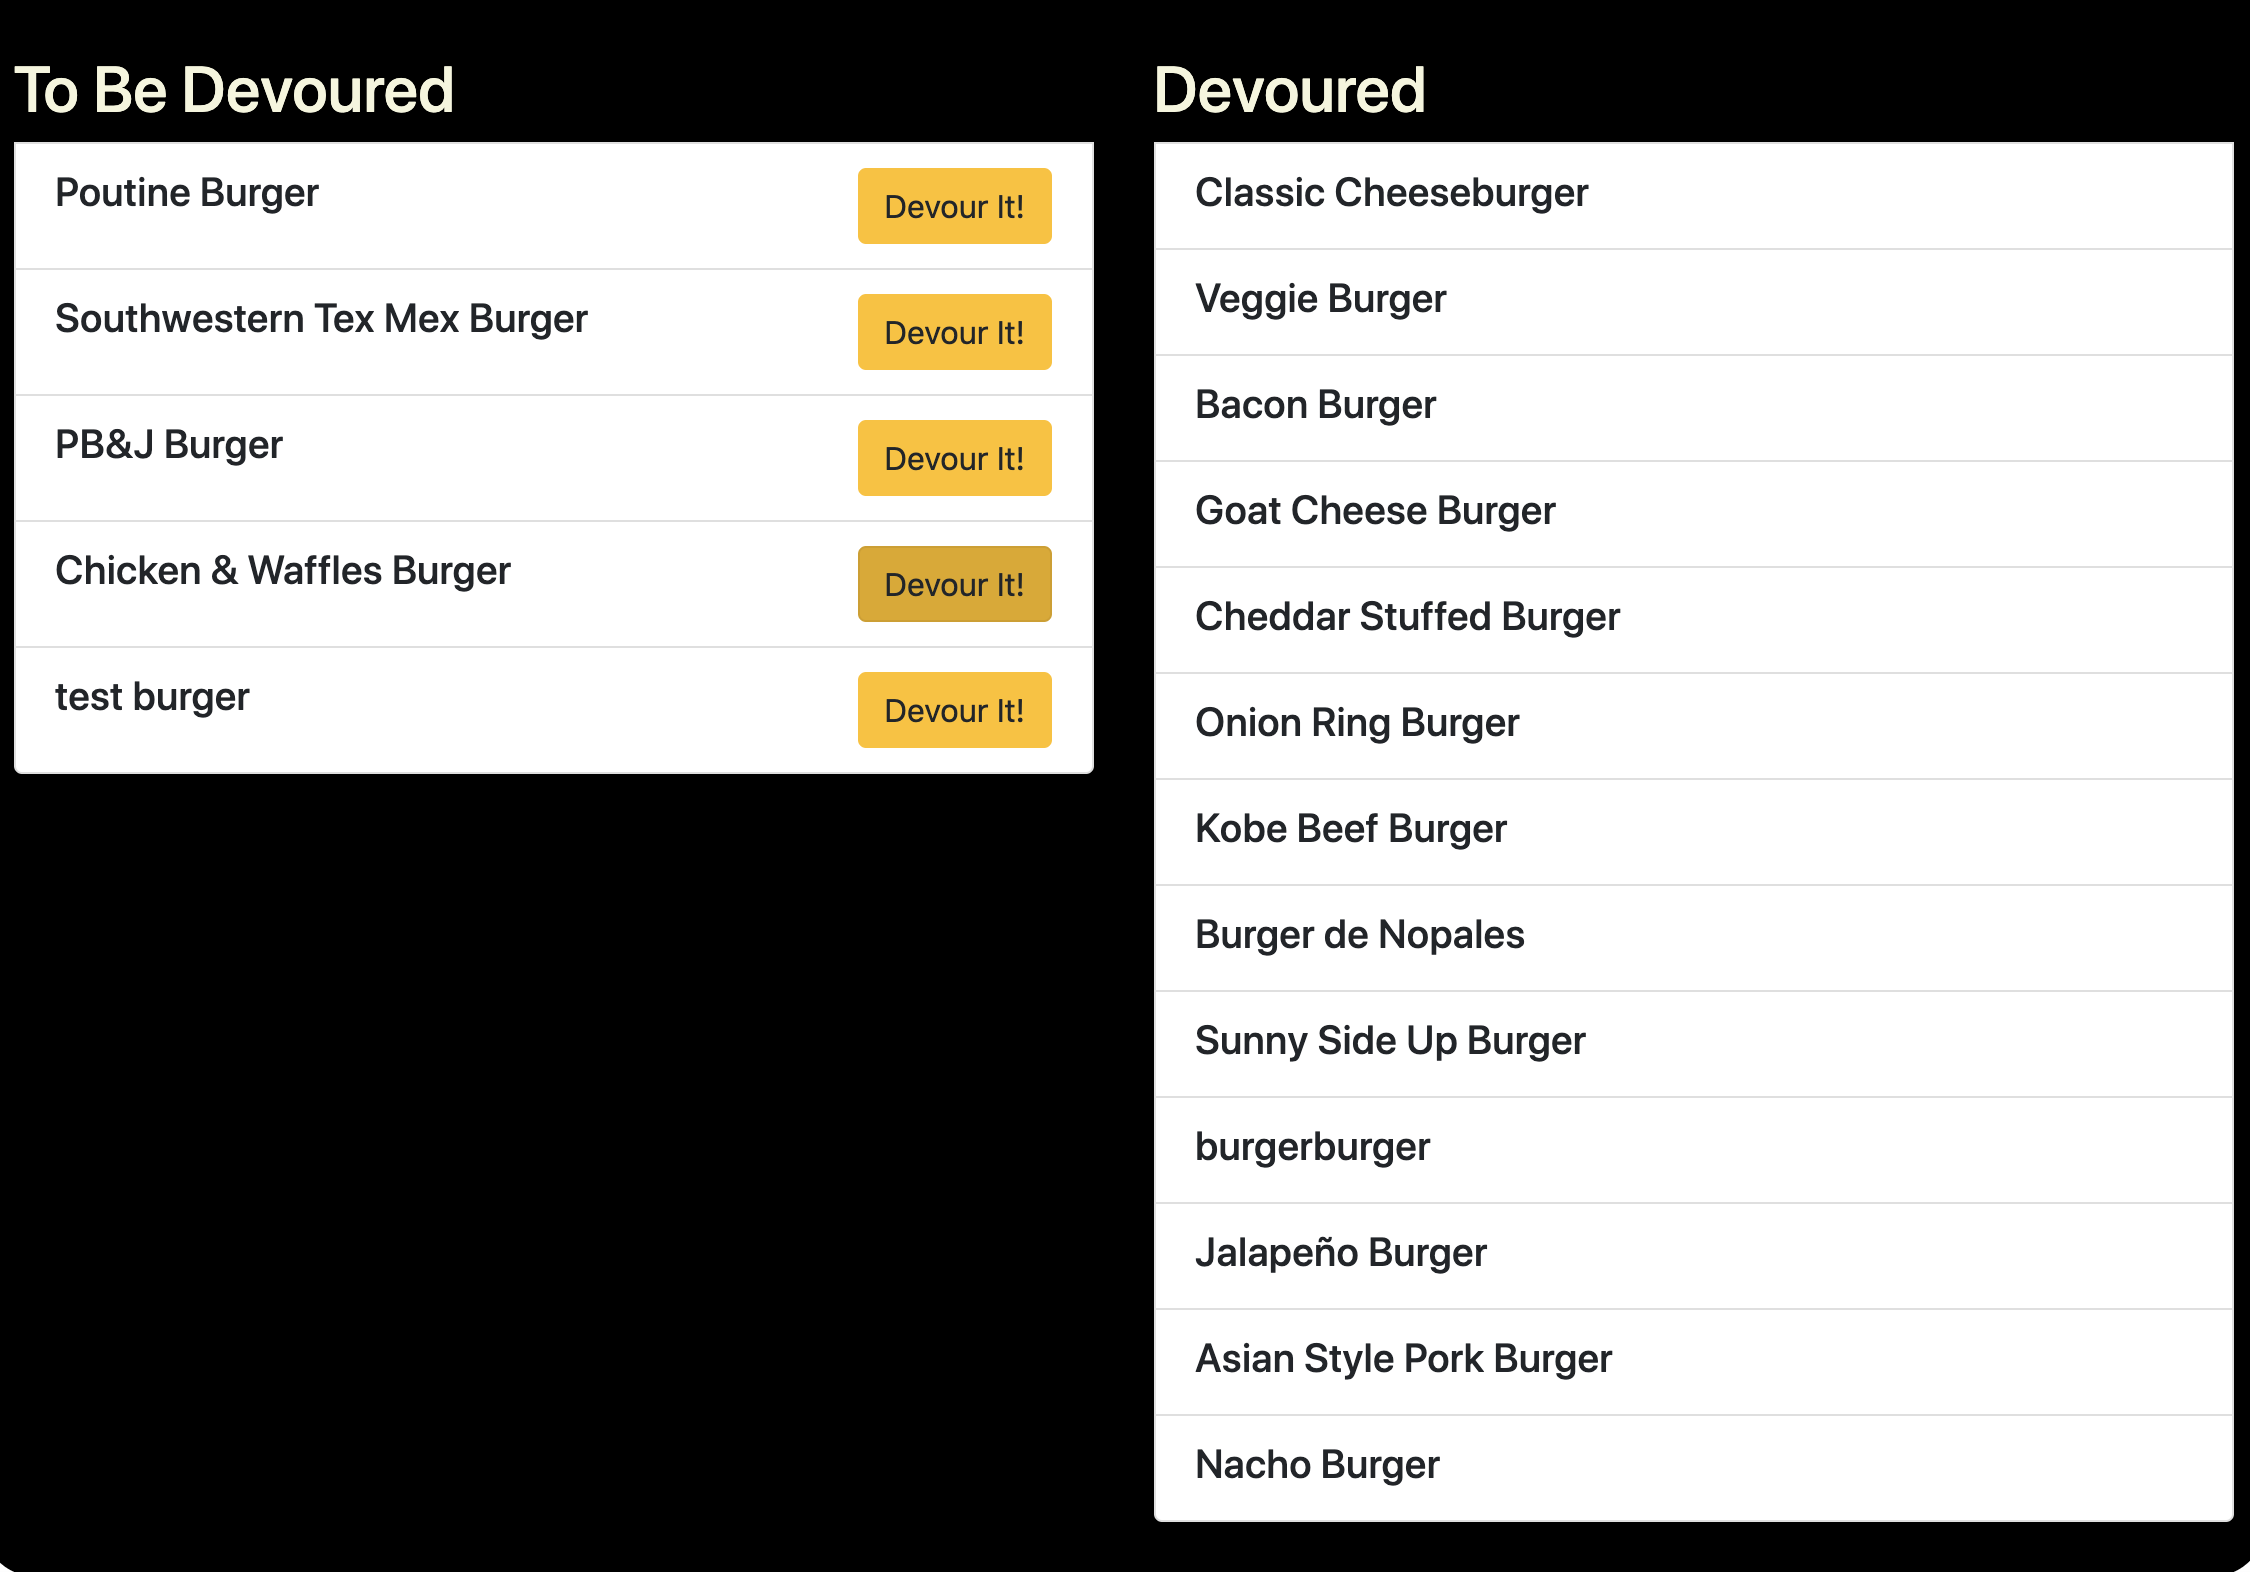 To Be Devoured
Poutine Burger
Devour It!
Southwestern Tex Mex Burger
Devour It!
PB&J Burger
Devour It!
Chicken & Waffles Burger
Devour It!
test burger
Devour It!
Devoured
Classic Cheeseburger
Veggie Burger
Bacon Burger
Goat Cheese Burger
Cheddar Stuffed Burger
Onion Ring Burger
Kobe Beef Burger
Burger de Nopales
Sunny Side Up Burger
burgerburger
Jalapeño Burger
Asian Style Pork Burger
Nacho Burger